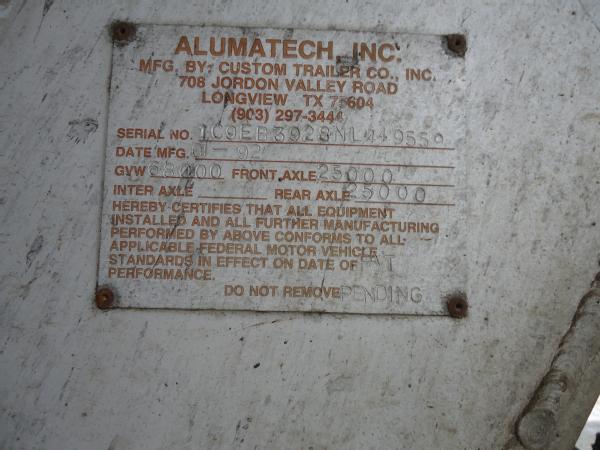 ALUMATECH, INC.
MFG. BY: CUSTOM TRAILER CO., INC.
708 JORDON VALLEY ROAD
LONGVIEW TX 75604
(903) 297-3444
SERIAL NO.
DATE MFG. -92
GVW 68000 FRONT AXLE 25000
INTER AXLE REAR AXLE 25000
HEREBY CERTIFIES THAT ALL EQUIPMENT
INSTALLED AND ALL FURTHER MANUFACTURING
PERFORMED BY ABOVE CONFORMS TO ALL
APPLICABLE FEDERAL MOTOR VEHICLE
STANDARDS IN EFFECT ON DATE OF PAT
PERFORMANCE.
DO NOT REMOVE PENDING